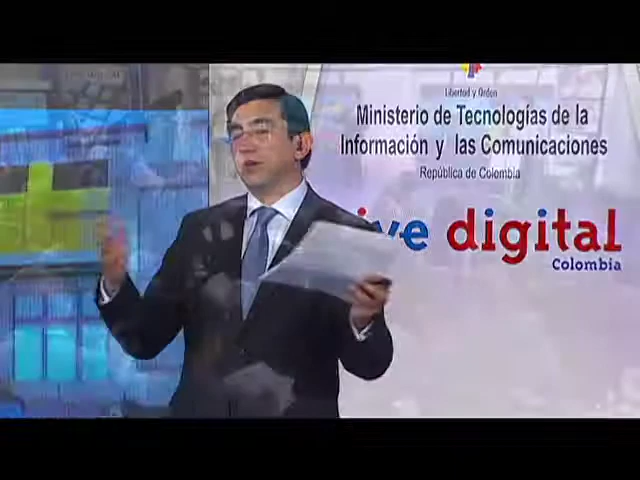 Libertad y Orden
Ministerio de Tecnologías de la
Información y las Comunicaciones
República de Colombia
ive digital
Colombia